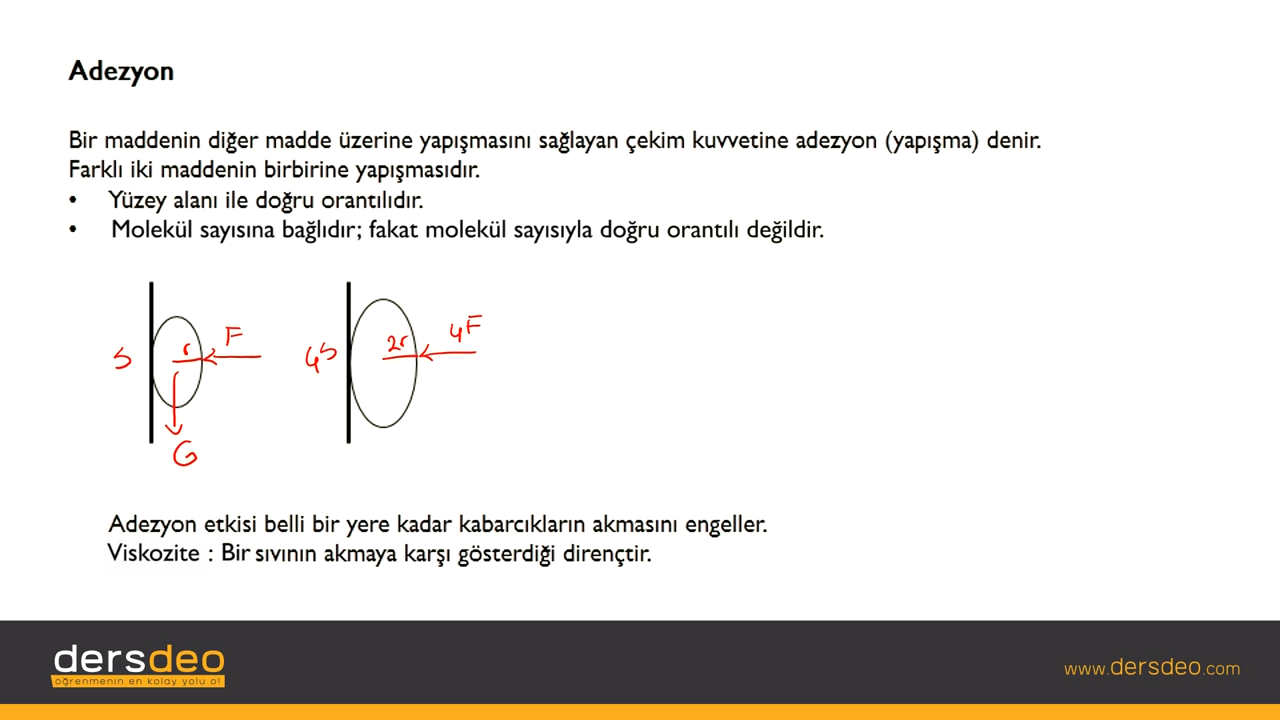 Adezyon
Bir maddenin diğer madde üzerine yapışmasını sağlayan çekim kuvvetine adezyon (yapışma) denir.
Farklı iki maddenin birbirine yapışmasıdır.
• Yüzey alanı ile doğru orantılıdır.
• Molekül sayısına bağlıdır; fakat molekül sayısıyla doğru orantılı değildir.
S r F 4S 2r 4F
G
Adezyon etkisi belli bir yere kadar kabarcıkların akmasını engeller.
Viskozite : Bir sıvının akmaya karşı gösterdiği dirençtir.
dersdeo
öğrenmenin en kolay yolu o!
www.dersdeo.com